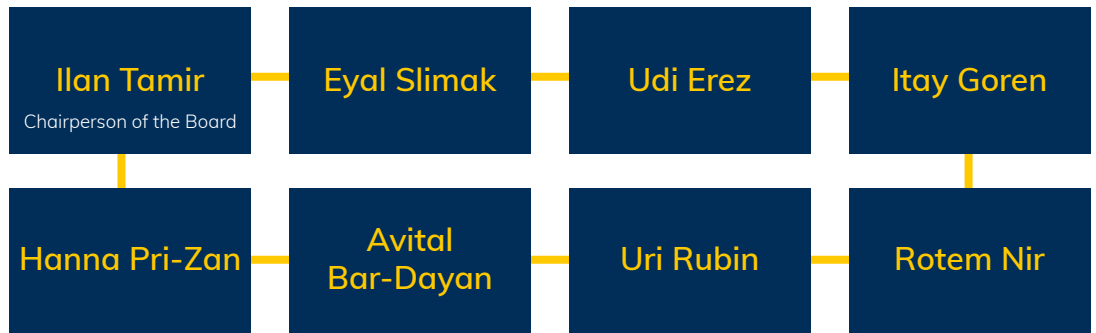 Ilan Tamir
Chairperson of the Board
Eyal Slimak
Udi Erez
Itay Goren
Hanna Pri-Zan
Avital
Bar-Dayan
Uri Rubin
Rotem Nir